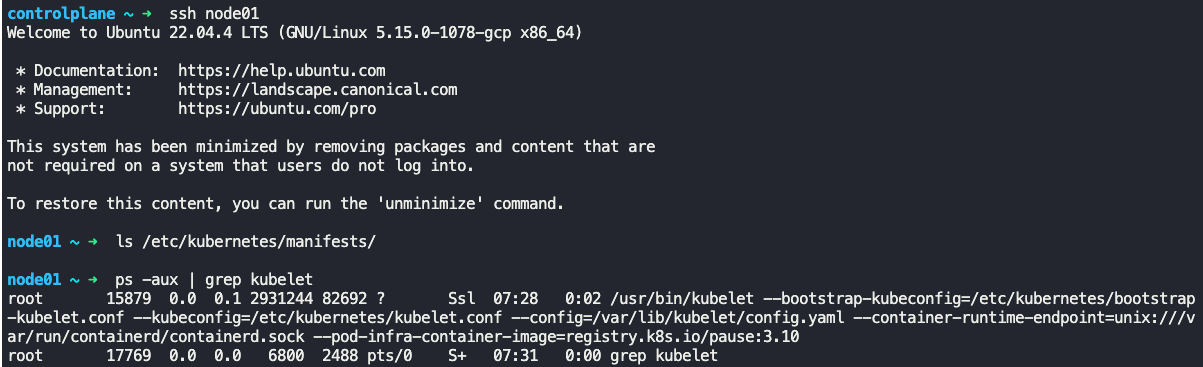 controlplane ~ ➜  ssh node01
Welcome to Ubuntu 22.04.4 LTS (GNU/Linux 5.15.0-1078-gcp x86_64)

 * Documentation:  https://help.ubuntu.com
 * Management:     https://landscape.canonical.com
 * Support:        https://ubuntu.com/pro

This system has been minimized by removing packages and content that are
not required on a system that users do not log into.

To restore this content, you can run the 'unminimize' command.

node01 ~ ➜  ls /etc/kubernetes/manifests/

node01 ~ ➜  ps -aux | grep kubelet
root       15879  0.0  0.1 2931244 82692 ?       Ssl  07:28   0:02 /usr/bin/kubelet --bootstrap-kubeconfig=/etc/kubernetes/bootstrap
-kubelet.conf --kubeconfig=/etc/kubernetes/kubelet.conf --config=/var/lib/kubelet/config.yaml --container-runtime-endpoint=unix:///v
ar/run/containerd/containerd.sock --pod-infra-container-image=registry.k8s.io/pause:3.10
root       17769  0.0  0.0   6800  2488 pts/0    S+   07:31   0:00 grep kubelet